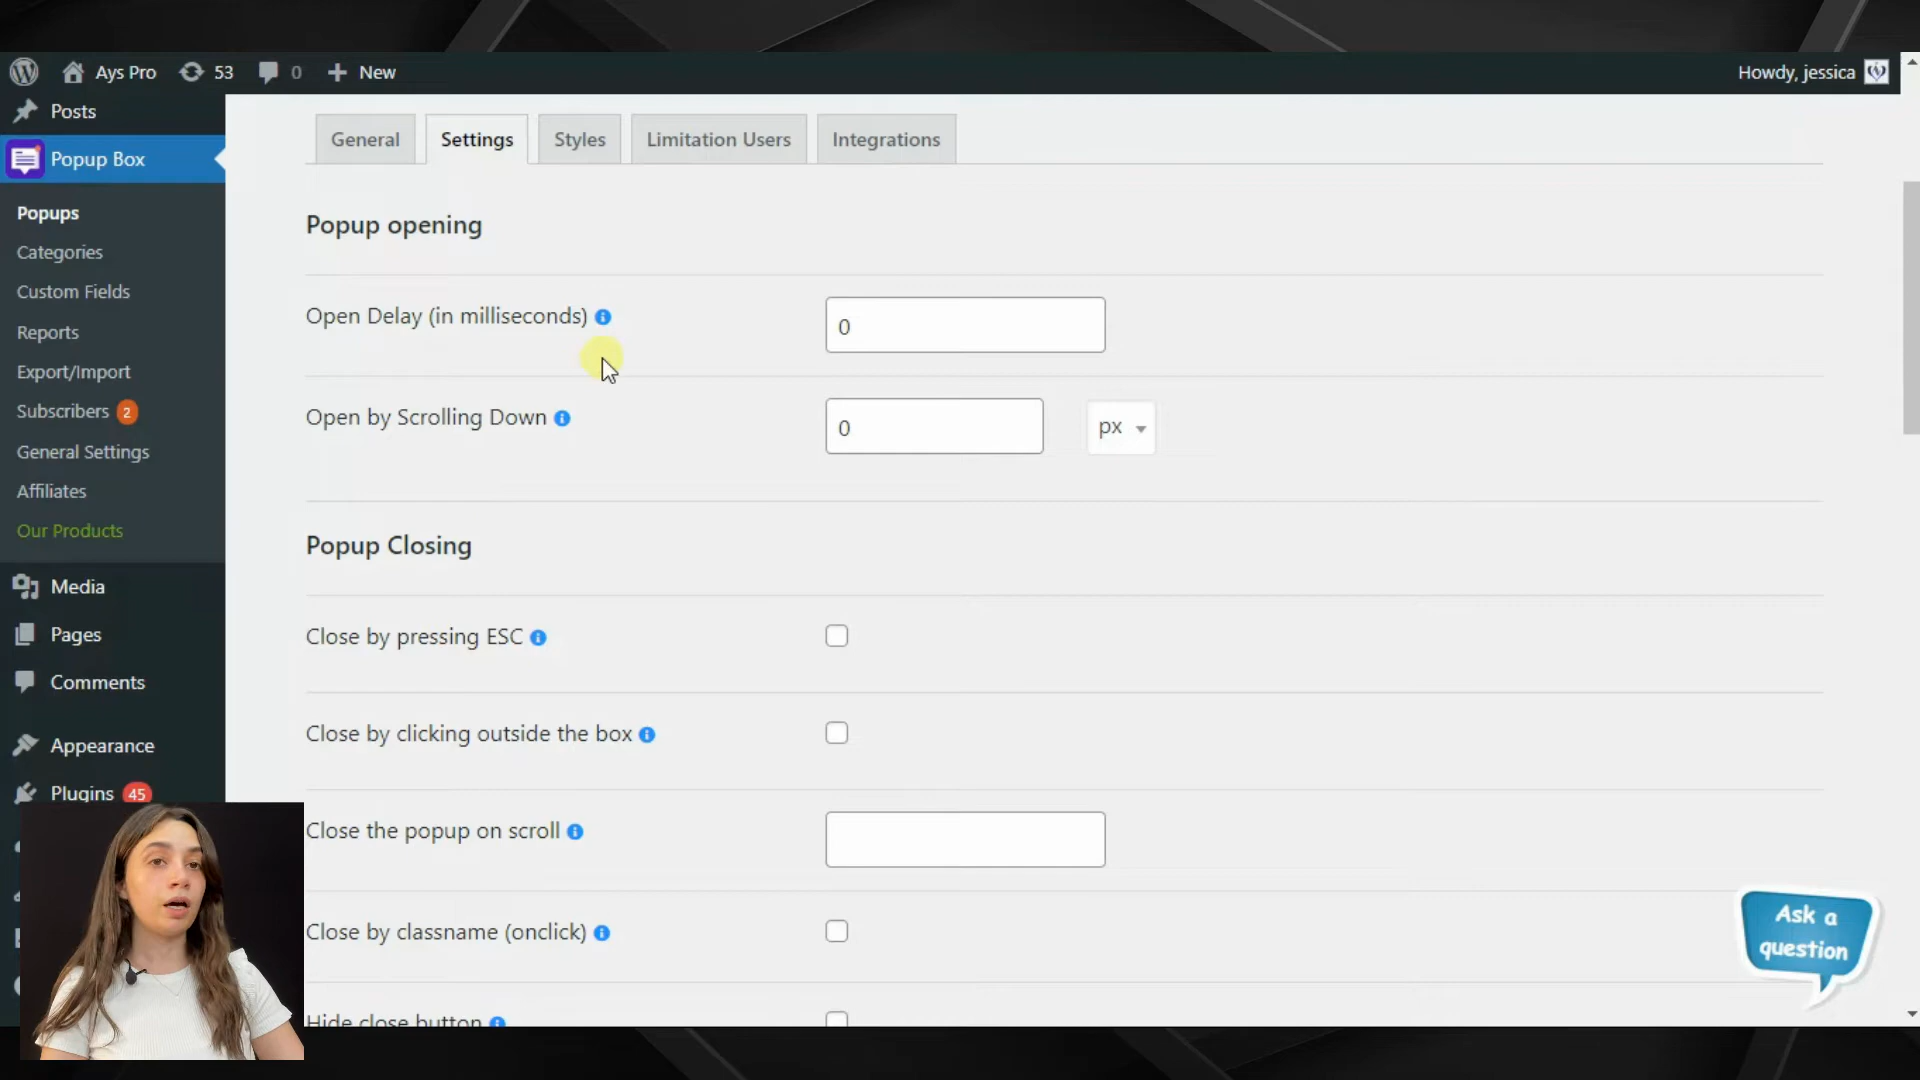 Ays Pro
53
0
New
Howdy, jessica
Posts
Popup Box
Popups
Categories
Custom Fields
Reports
Export/Import
Subscribers 2
General Settings
Affiliates
Our Products
Media
Pages
Comments
Appearance
Plugins 45
General
Settings
Styles
Limitation Users
Integrations
Popup opening
Open Delay (in milliseconds)
0
Open by Scrolling Down
0
px
Popup Closing
Close by pressing ESC
Close by clicking outside the box
Close the popup on scroll
Close by classname (onclick)
Hide close button
Ask a
question